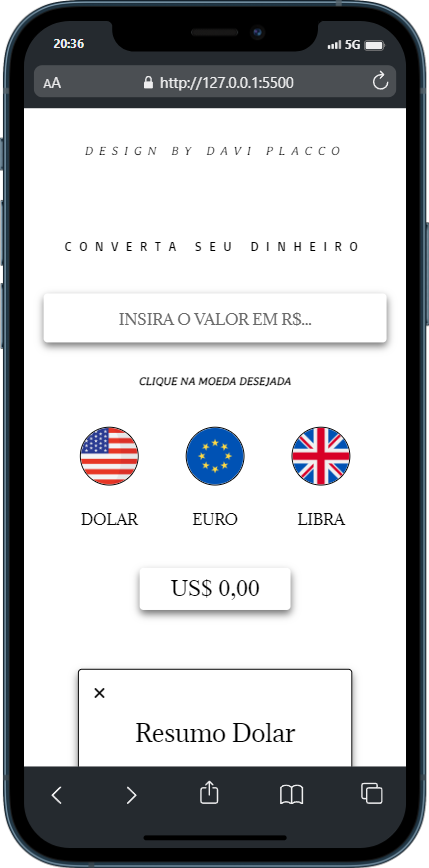 20:36
5G
AA
http://127.0.0.1:5500
DESIGN BY DAVI PLACCO
CONVERTA SEU DINHEIRO
INSIRA O VALOR EM R$...
CLIQUE NA MOEDA DESEJADA
DOLAR EURO LIBRA
US$ 0,00
Resumo Dolar